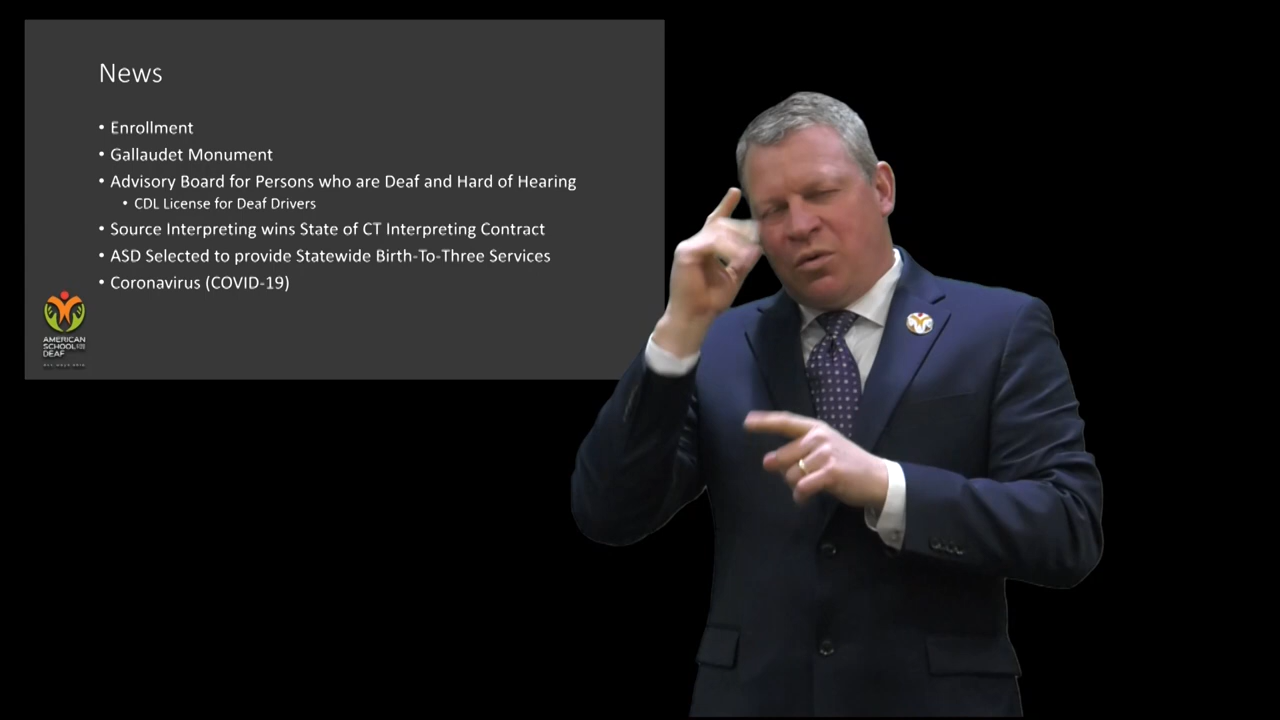 News
• Enrollment
• Gallaudet Monument
• Advisory Board for Persons who are Deaf and Hard of Hearing
• CDL License for Deaf Drivers
• Source Interpreting wins State of CT Interpreting Contract
• ASD Selected to provide Statewide Birth-To-Three Services
• Coronavirus (COVID-19)
AMERICAN
SCHOOL
DEAF